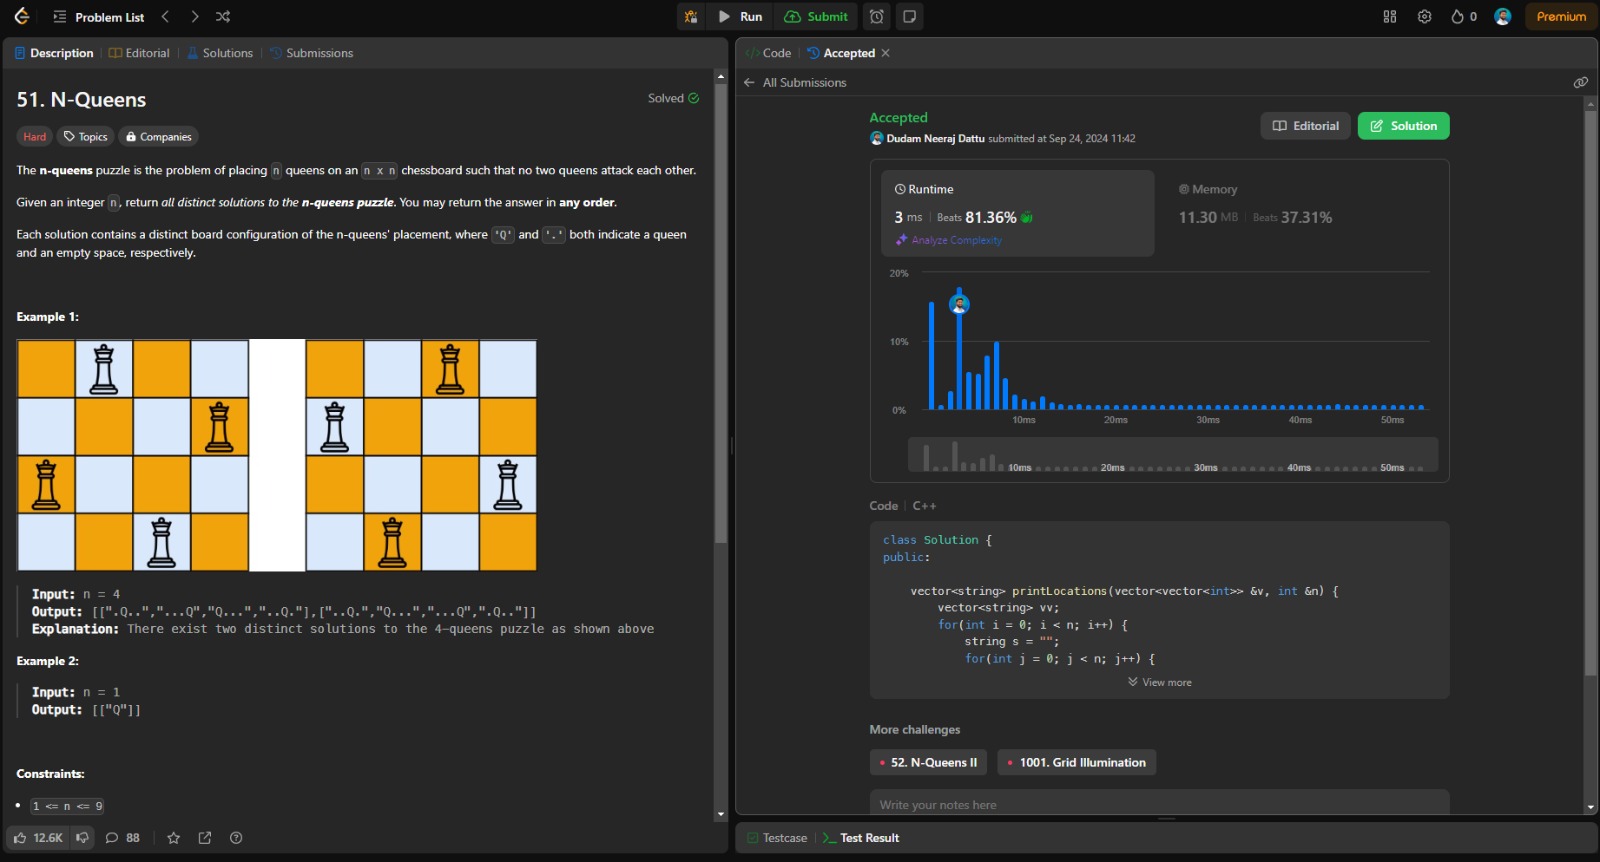 Problem List
Run
Submit
0
Premium
Description
Editorial
Solutions
Submissions
51. N-Queens
Solved
Hard
Topics
Companies
The n-queens puzzle is the problem of placing n queens on an n x n chessboard such that no two queens attack each other.
Given an integer n, return all distinct solutions to the n-queens puzzle. You may return the answer in any order.
Each solution contains a distinct board configuration of the n-queens' placement, where 'Q' and '.' both indicate a queen
and an empty space, respectively.
Example 1:
Input: n = 4
Output: [[".Q..","...Q","Q...","..Q."],["..Q.","Q...","...Q",".Q.."]]
Explanation: There exist two distinct solutions to the 4-queens puzzle as shown above
Example 2:
Input: n = 1
Output: [["Q"]]
Constraints:
1 <= n <= 9
12.6K
88
</> Code
Accepted
All Submissions
Accepted
Dudam Neeraj Dattu submitted at Sep 24, 2024 11:42
Editorial
Solution
Runtime
3 ms | Beats 81.36%
Analyze Complexity
Memory
11.30 MB | Beats 37.31%
20%
10%
0%
10ms 20ms 30ms 40ms 50ms
10ms 20ms 30ms 40ms 50ms
Code | C++
class Solution {
public:
vector<string> printLocations(vector<vector<int>> &v, int &n) {
vector<string> vv;
for(int i = 0; i < n; i++) {
string s = "";
for(int j = 0; j < n; j++) {
View more
More challenges
52. N-Queens II
1001. Grid Illumination
Write your notes here
Testcase
Test Result